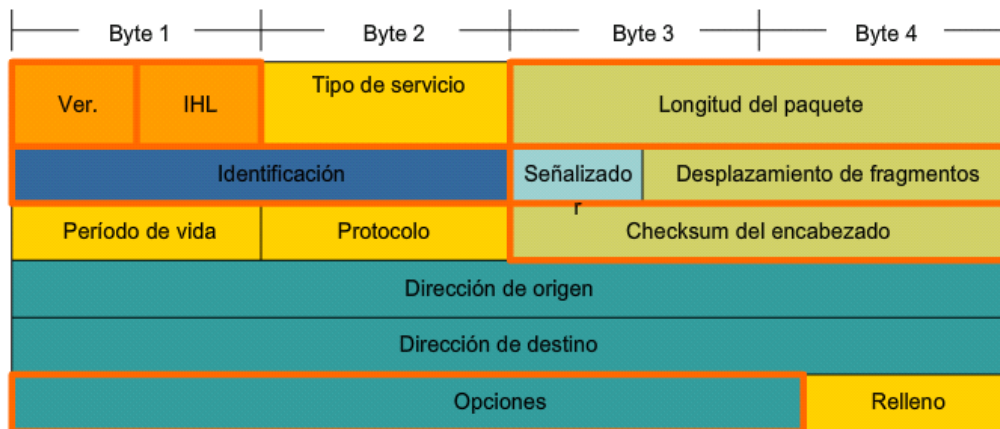 Byte 1 Byte 2 Byte 3 Byte 4
Ver. IHL Tipo de servicio Longitud del paquete
Identificación Señalizado
r Desplazamiento de fragmentos
Período de vida Protocolo Checksum del encabezado
Dirección de origen
Dirección de destino
Opciones Relleno